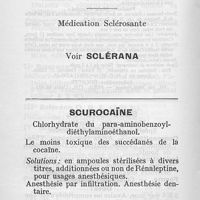 Médication Sclérosante
Voir SCLÉRANA
SCUROCAÏNE
Chlorhydrate du para-aminobenzoyl-
diéthylaminoéthanol.
Le moins toxique des succédanés de la
cocaïne.
Solutions : en ampoules stérilisées à divers
titres, additionnées ou non de Rénaleptine,
pour usages anesthésiques.
Anesthésie par infiltration. Anesthésie den-
taire.